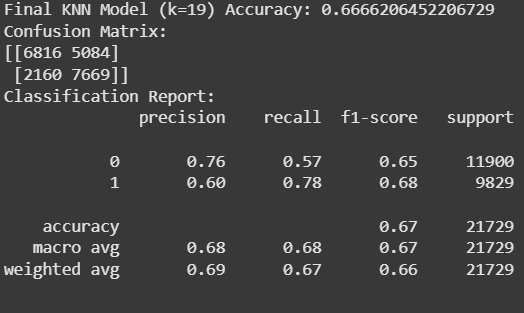 Final KNN Model (k=19) Accuracy: 0.6666206452206729
Confusion Matrix:
[[6816 5084]
 [2160 7669]]
Classification Report:
              precision    recall  f1-score   support

           0       0.76      0.57      0.65     11900
           1       0.60      0.78      0.68      9829

    accuracy                           0.67     21729
   macro avg       0.68      0.68      0.67     21729
weighted avg       0.69      0.67      0.66     21729